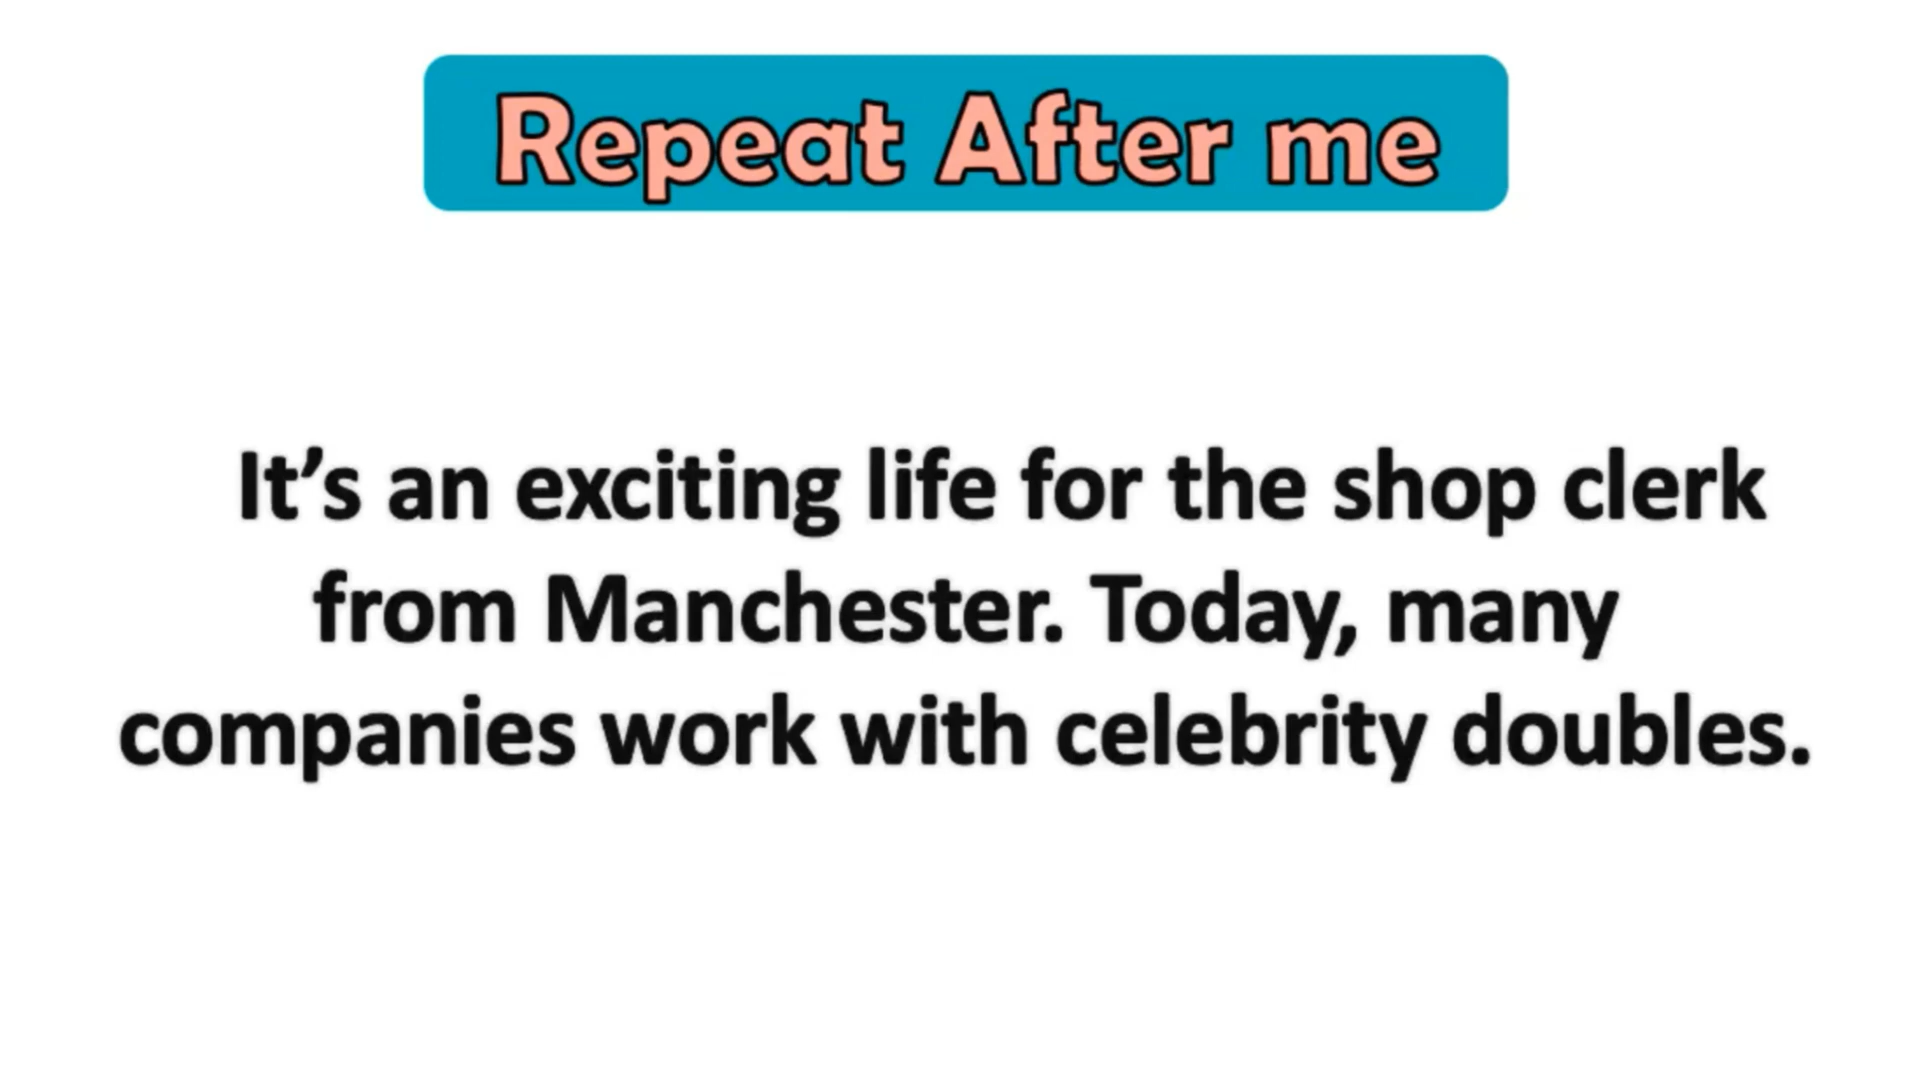 Repeat After me
It’s an exciting life for the shop clerk
from Manchester. Today, many
companies work with celebrity doubles.